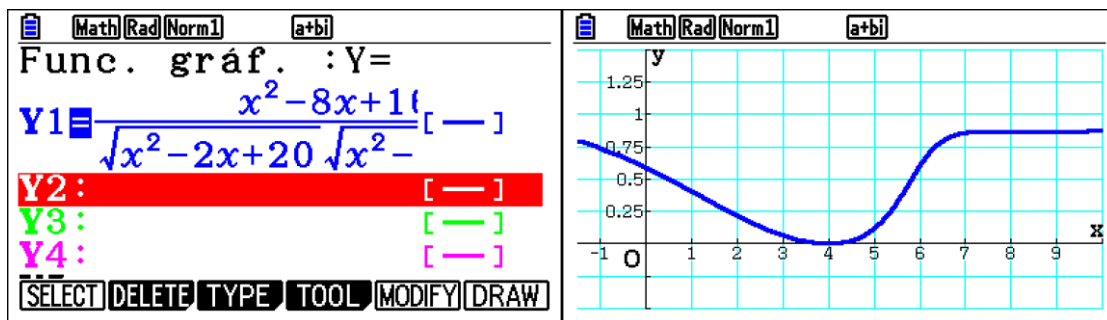 Math Rad Norm1 a+bi
Func. gráf. :Y=
Y1= x²-8x+1
√x²-2x+20 √x²- [—]
Y2: [—]
Y3: [—]
Y4: [—]
SELECT DELETE TYPE TOOL MODIFY DRAW
Math Rad Norm1 a+bi
y
1.25
1
0.75
0.5
0.25
x
-1 O 1 2 3 4 5 6 7 8 9